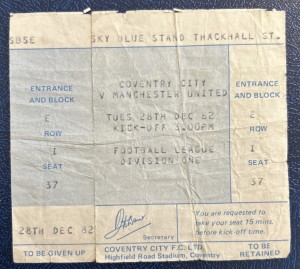 SBSE
SKY BLUE STAND THACKHALL ST.
ENTRANCE
AND BLOCK
E
ROW
I
SEAT
37
28TH DEC 82
TO BE GIVEN UP
COVENTRY CITY
V MANCHESTER UNITED
TUES 28TH DEC 82
KICK-OFF 3.00PM
FOOTBALL LEAGUE
DIVISION ONE
Secretary
COVENTRY CITY F.C. LTD.
Highfield Road Stadium, Coventry
ENTRANCE
AND BLOCK
E
ROW
I
SEAT
37
You are requested to
take your seat 15 mins.
before kick-off time.
TO BE
RETAINED